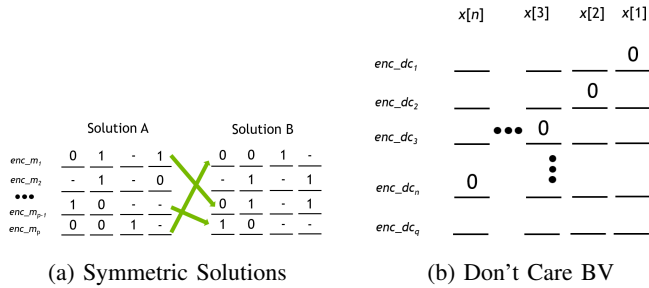 x[n] x[3] x[2] x[1]
enc_dc1 0
enc_dc2 0
enc_dc3 ••• 0
enc_dcn 0
enc_dcq
Solution A Solution B
enc_m1 0 1 - 1 0 0 1 -
enc_m2 - 1 - 0 - 1 - 1
•••
enc_mp-1 1 0 - - 0 1 - 1
enc_mp 0 0 1 - 1 0 - -
(a) Symmetric Solutions
(b) Don't Care BV